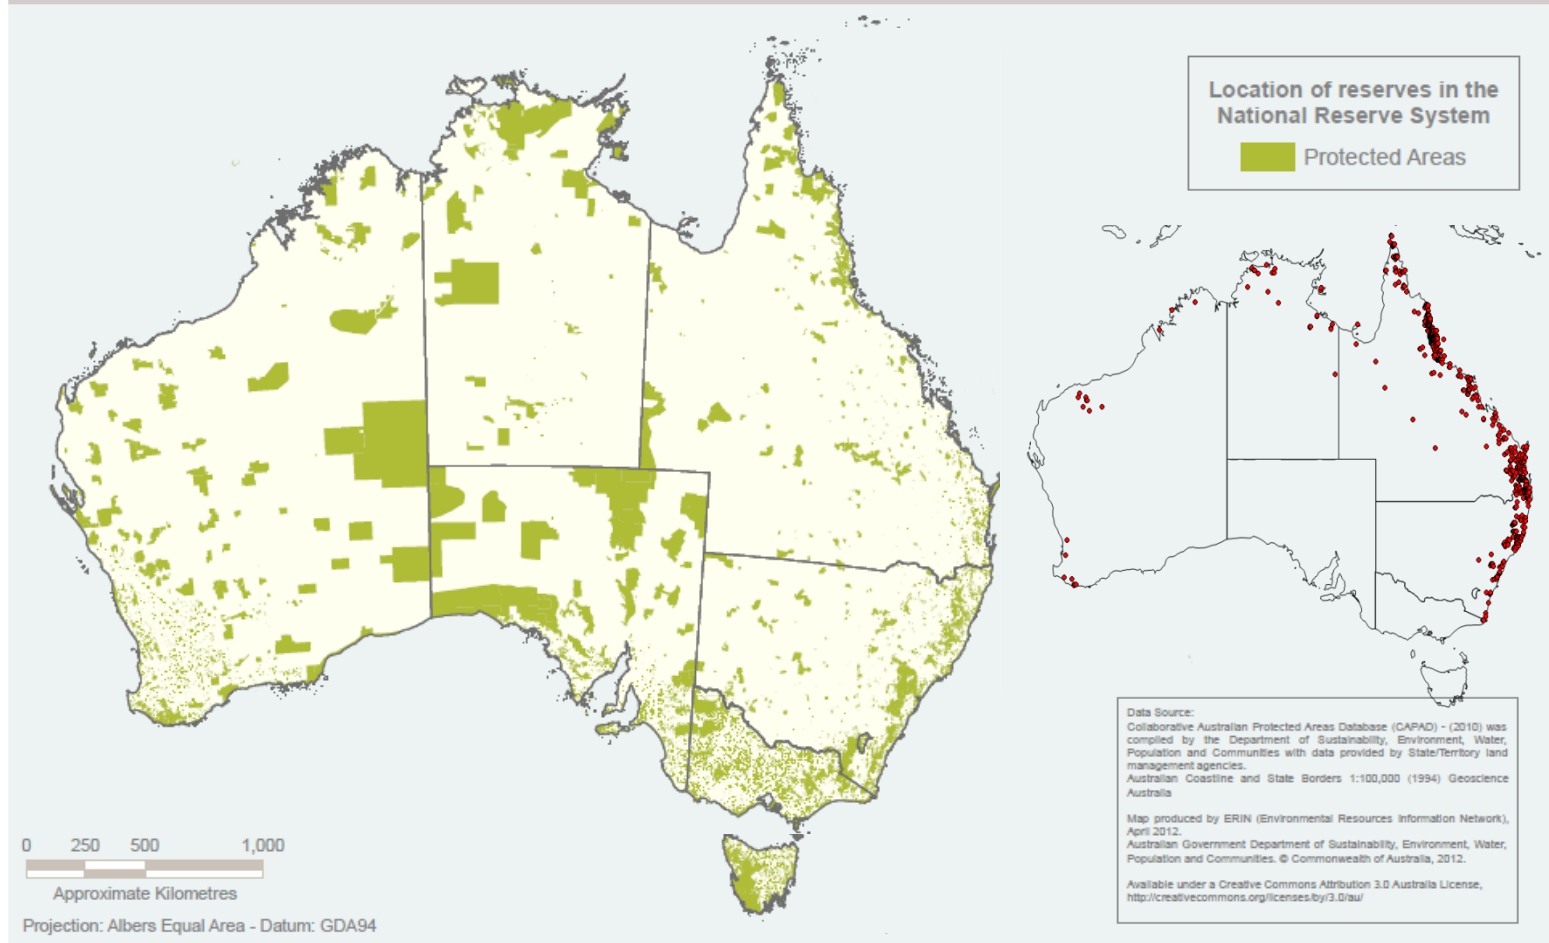 Location of reserves in the
National Reserve System
Protected Areas
Data Source:
Collaborative Australian Protected Areas Database (CAPAD) - (2010) was
compiled by the Department of Sustainability, Environment, Water,
Population and Communities with data provided by State/Territory land
management agencies.
Australian Coastline and State Borders 1:100,000 (1994) Geoscience
Australia
Map produced by ERIN (Environmental Resources Information Network),
April 2012.
Australian Government Department of Sustainability, Environment, Water,
Population and Communities. © Commonwealth of Australia, 2012.
Available under a Creative Commons Attribution 3.0 Australia License,
http://creativecommons.org/licenses/by/3.0/au/
0 250 500 1,000
Approximate Kilometres
Projection: Albers Equal Area - Datum: GDA94